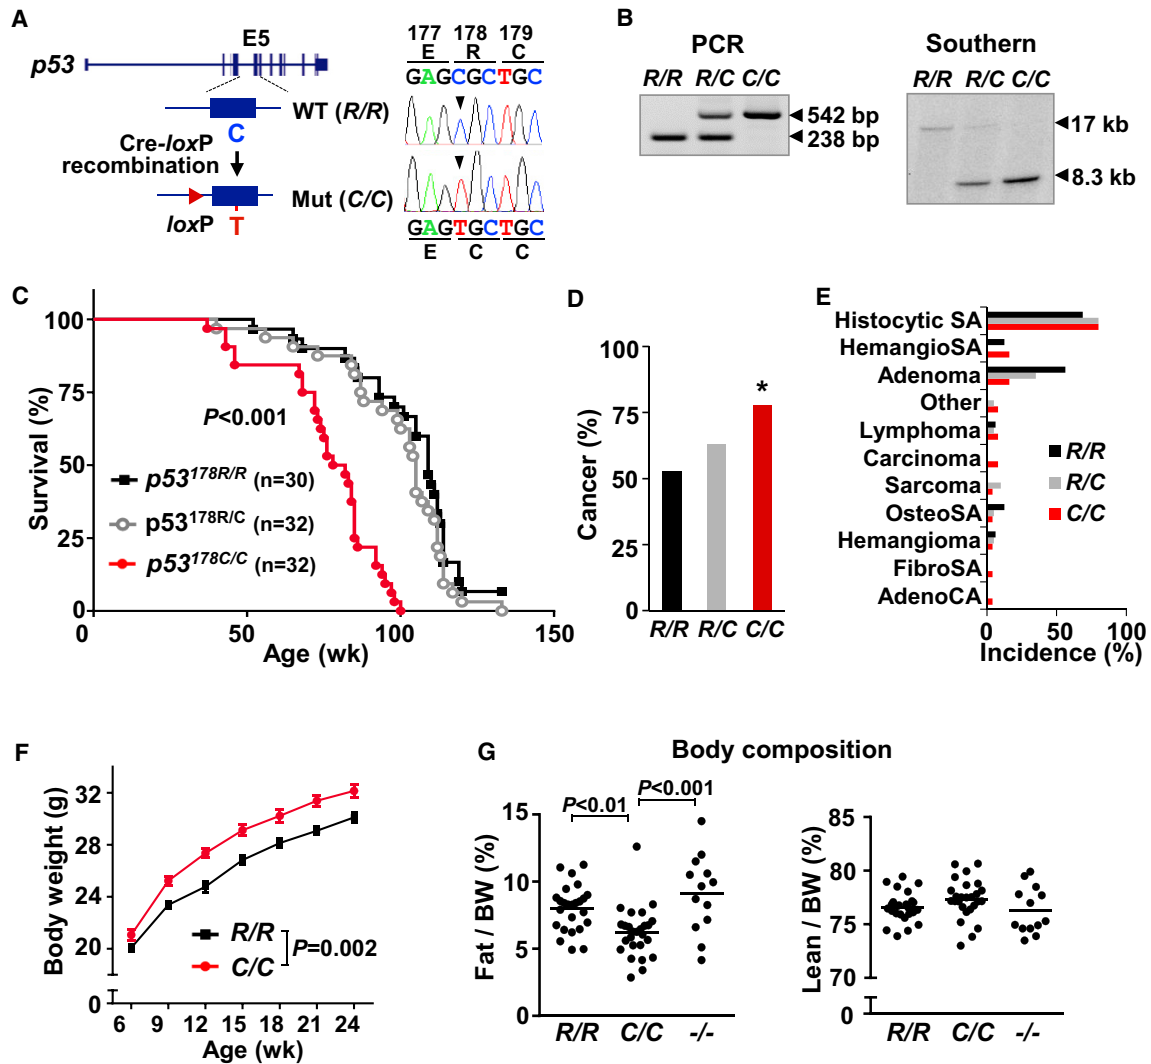 A
E5
p53
WT (R/R)
C
Cre-loxP
recombination
Mut (C/C)
loxP
T
177 178 179
E R C
GAGCGCTGC
GAGTGCTGC
E C C
B
PCR
R/R R/C C/C
542 bp
238 bp
Southern
R/R R/C C/C
17 kb
8.3 kb
C
Survival (%)
100
75
50
25
0
P<0.001
p53178R/R (n=30)
p53178R/C (n=32)
p53178C/C (n=32)
0 50 100 150
Age (wk)
D
Cancer (%)
100
75
50
25
0
*
R/R R/C C/C
E
Histocytic SA
HemangioSA
Adenoma
Other
Lymphoma
Carcinoma
Sarcoma
OsteoSA
Hemangioma
FibroSA
AdenoCA
R/R
R/C
C/C
0 100
Incidence (%)
F
Body weight (g)
32
28
24
20
0
R/R
C/C
P=0.002
6 9 12 15 18 21 24
Age (wk)
G
Body composition
Fat / BW (%)
15
10
5
0
P<0.01
P<0.001
R/R C/C -/-
Lean / BW (%)
85
80
75
70
0
R/R C/C -/-